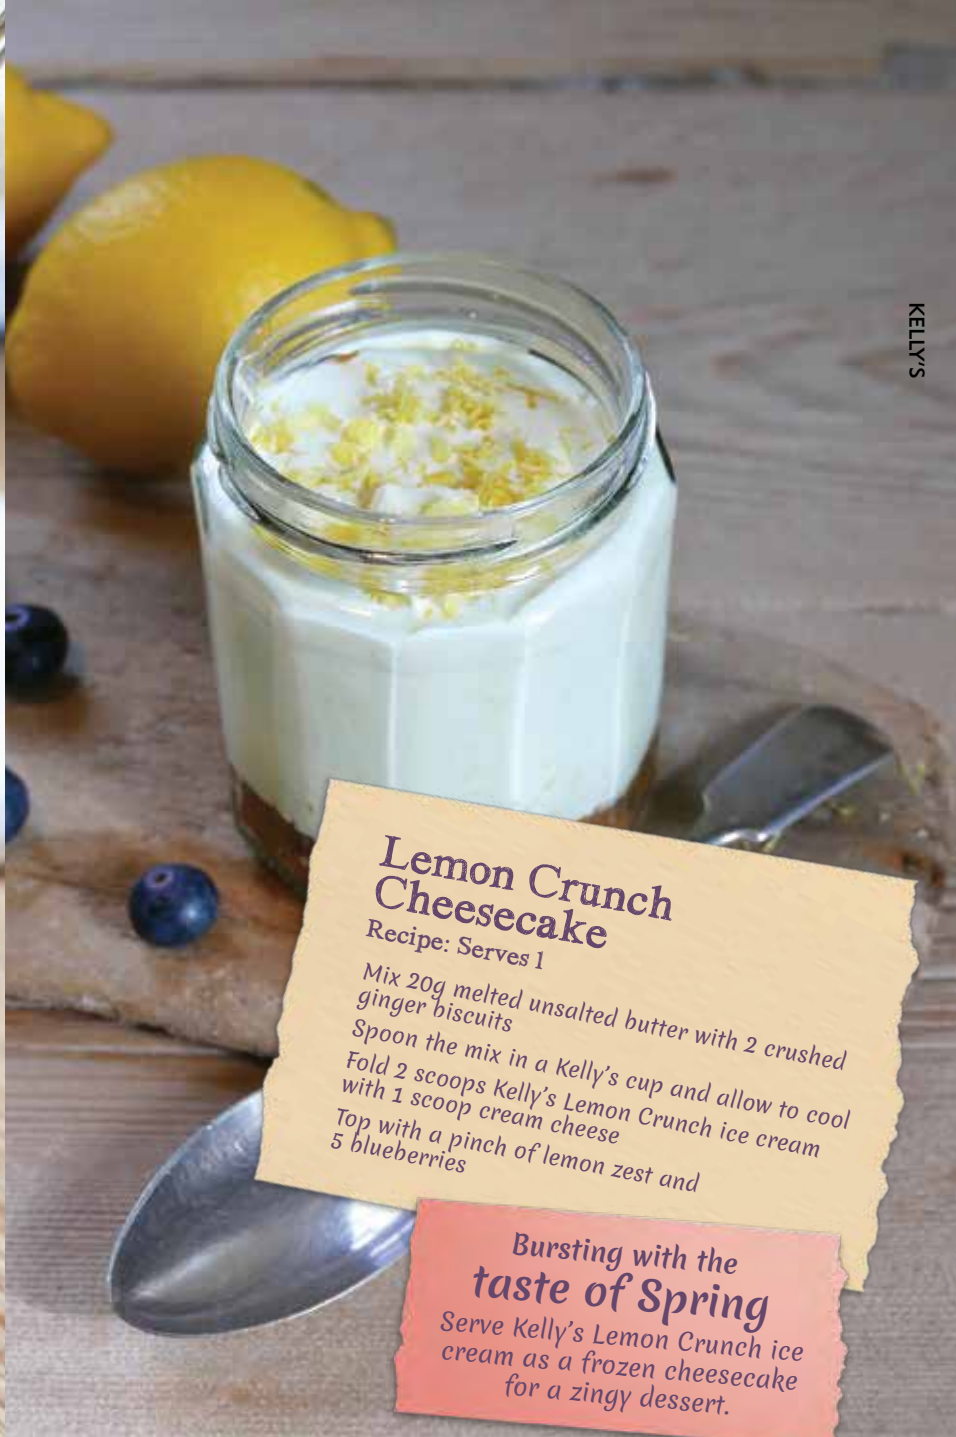 KELLY'S
Lemon Crunch
Cheesecake
Recipe: Serves 1
Mix 20g melted unsalted butter with 2 crushed
ginger biscuits
Spoon the mix in a Kelly's cup and allow to cool
Fold 2 scoops Kelly's Lemon Crunch ice cream
with 1 scoop cream cheese
Top with a pinch of lemon zest and
5 blueberries
Bursting with the
taste of Spring
Serve Kelly's Lemon Crunch ice
cream as a frozen cheesecake
for a zingy dessert.